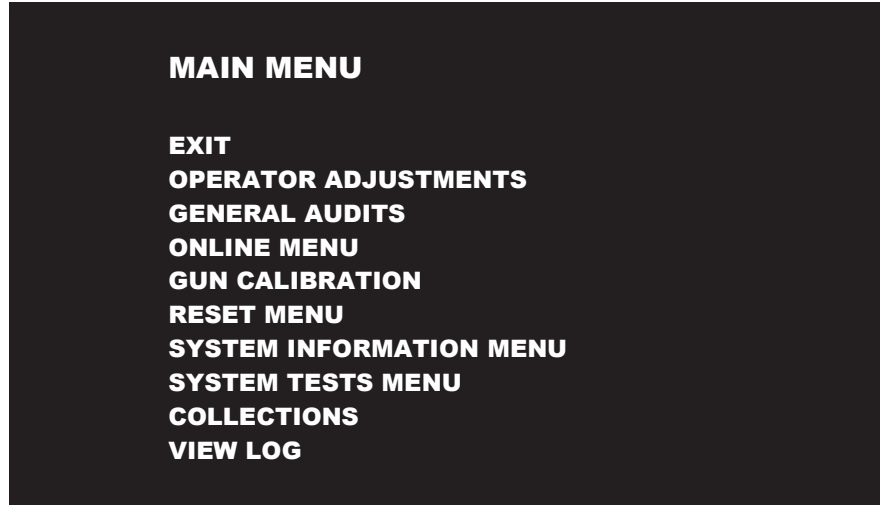 MAIN MENU
EXIT
OPERATOR ADJUSTMENTS
GENERAL AUDITS
ONLINE MENU
GUN CALIBRATION
RESET MENU
SYSTEM INFORMATION MENU
SYSTEM TESTS MENU
COLLECTIONS
VIEW LOG